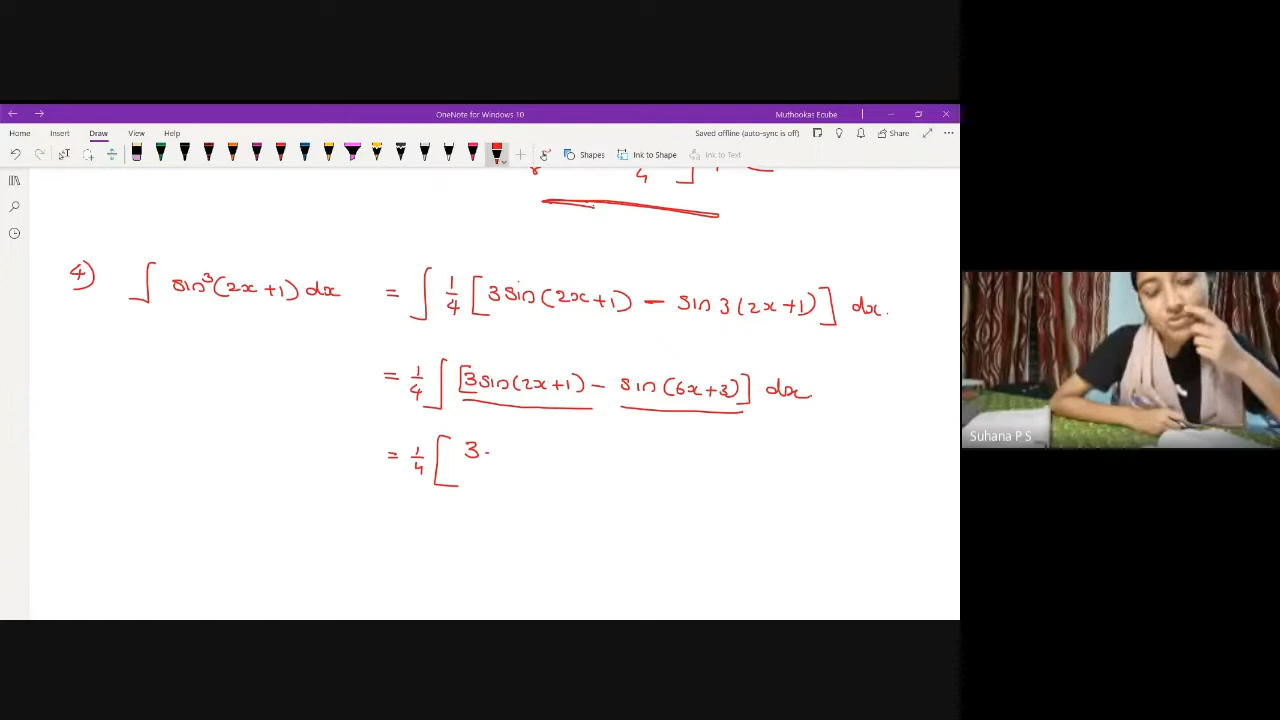 OneNote for Windows 10
Muthookas Ecube
Home Insert Draw View Help
Saved offline (auto-sync is off)
Share
Shapes
Ink to Shape
Ink to Text
4
4) ∫ sin³(2x+1) dx = ∫ 1/4 [3sin(2x+1) - sin 3(2x+1)] dx.
= 1/4 ∫ [3sin(2x+1) - sin(6x+3)] dx
= 1/4 [ 3.
Suhana P S